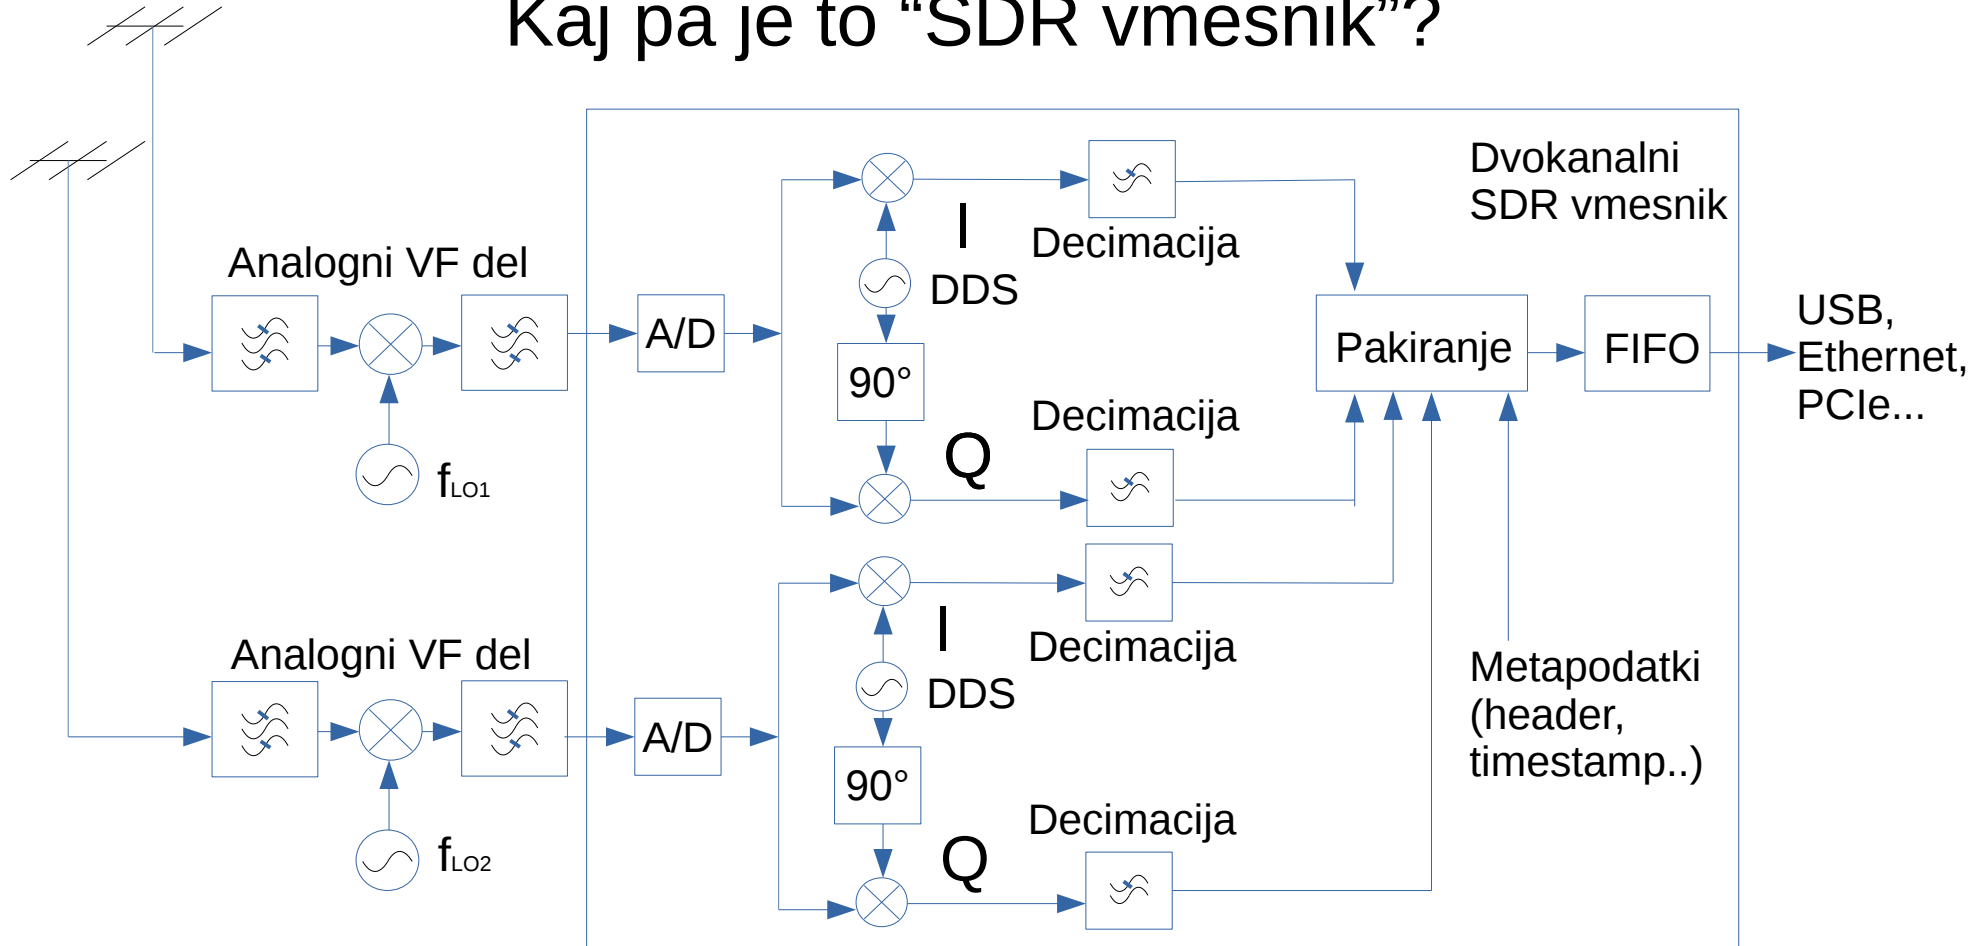 Kaj pa je to “SDR vmesnik”?
Dvokanalni
SDR vmesnik
Analogni VF del
I
Decimacija
DDS
A/D
90°
Pakiranje
FIFO
USB,
Ethernet,
PCIe...
Decimacija
Q
fLO1
Analogni VF del
I
Decimacija
DDS
A/D
90°
Metapodatki
(header,
timestamp..)
Decimacija
Q
fLO2